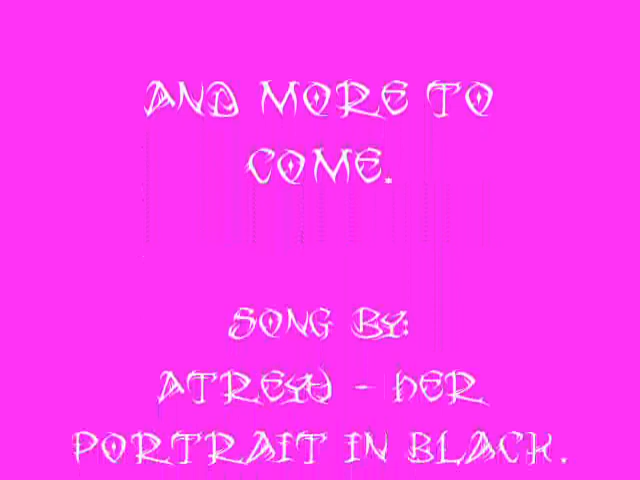 AND MORE TO
COME.
SONG BY:
ATREYU - HER
PORTRAIT IN BLACK.